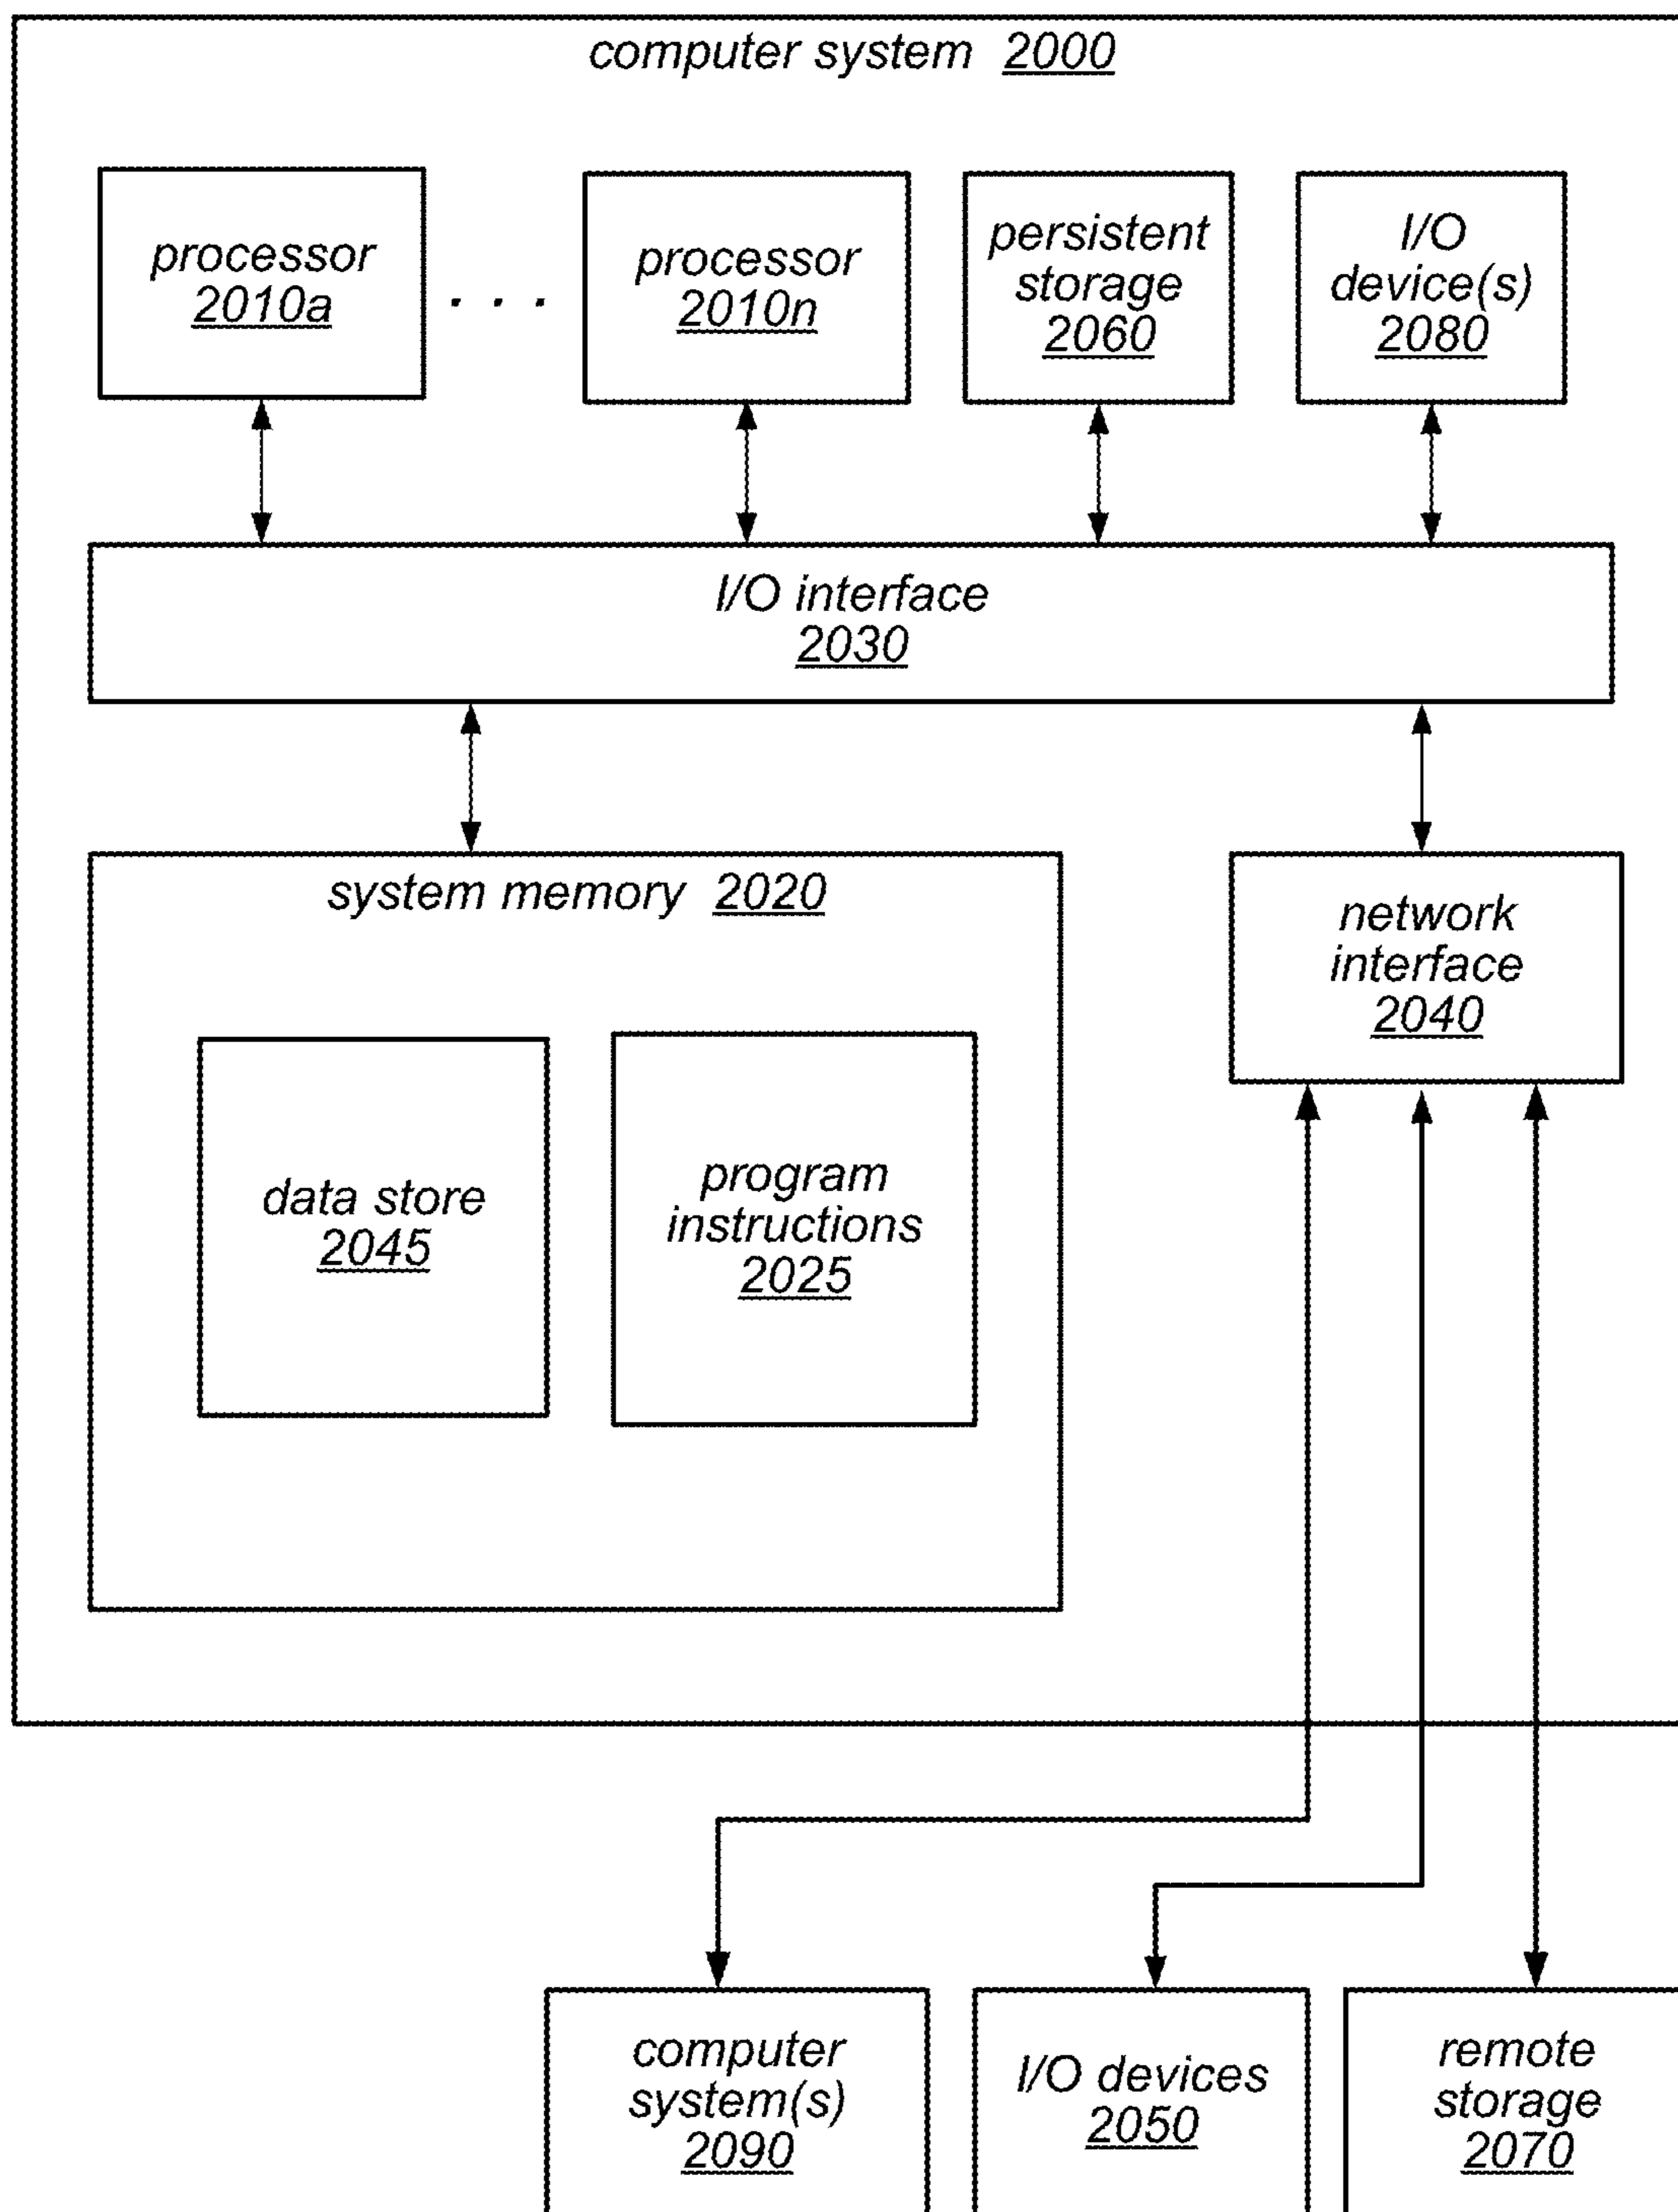 computer system 2000
processor
2010a
. . .
processor
2010n
persistent
storage
2060
I/O
device(s)
2080
I/O interface
2030
system memory 2020
data store
2045
program
instructions
2025
network
interface
2040
computer
system(s)
2090
I/O devices
2050
remote
storage
2070